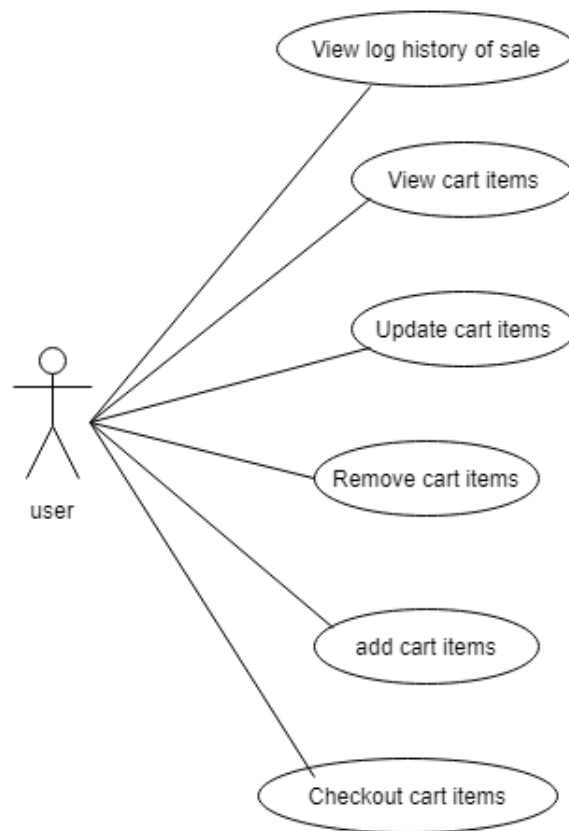 View log history of sale
View cart items
Update cart items
user
Remove cart items
add cart items
Checkout cart items